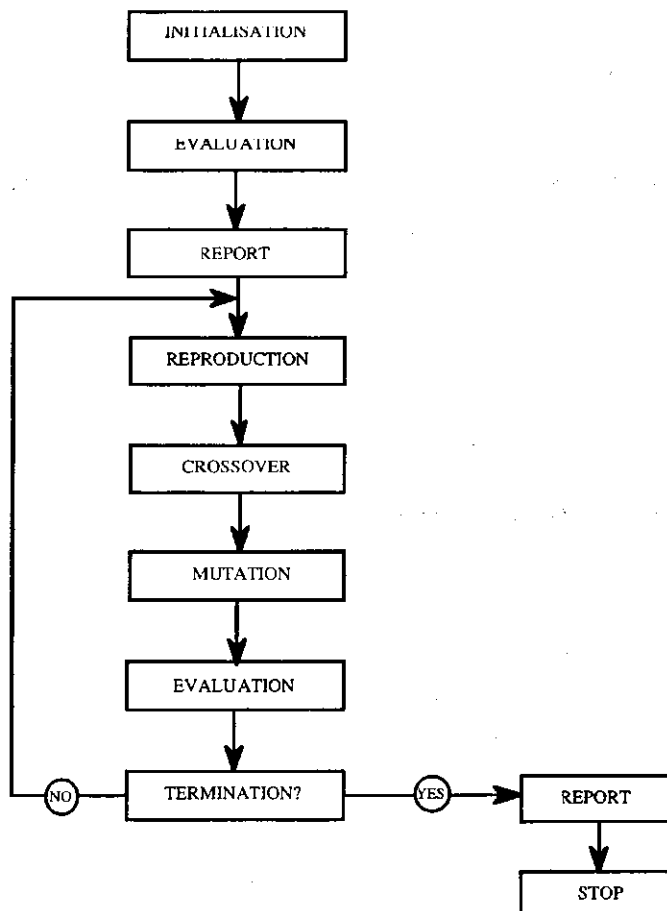 INITIALISATION
EVALUATION
REPORT
REPRODUCTION
CROSSOVER
MUTATION
EVALUATION
NO
TERMINATION?
YES
REPORT
STOP